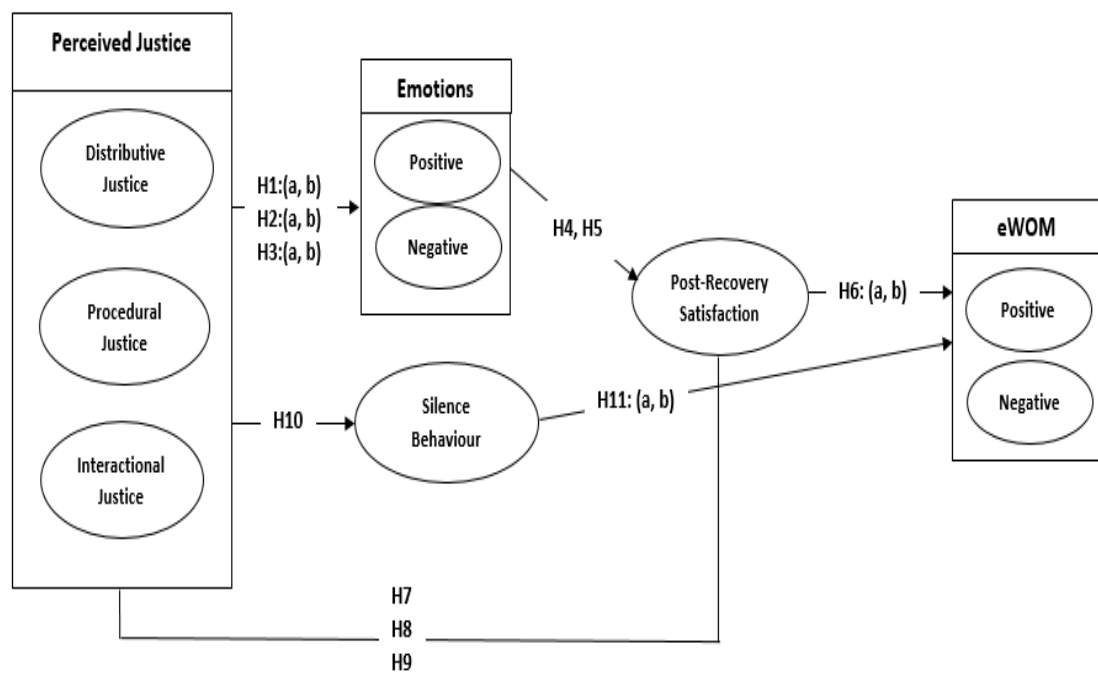 Perceived Justice
Distributive
Justice
Procedural
Justice
Interactional
Justice
H1:(a, b)
H2:(a, b)
H3:(a, b)
H10
Emotions
Positive
Negative
Silence
Behaviour
H4, H5
Post-Recovery
Satisfaction
H6: (a, b)
H11: (a, b)
eWOM
Positive
Negative
H7
H8
H9